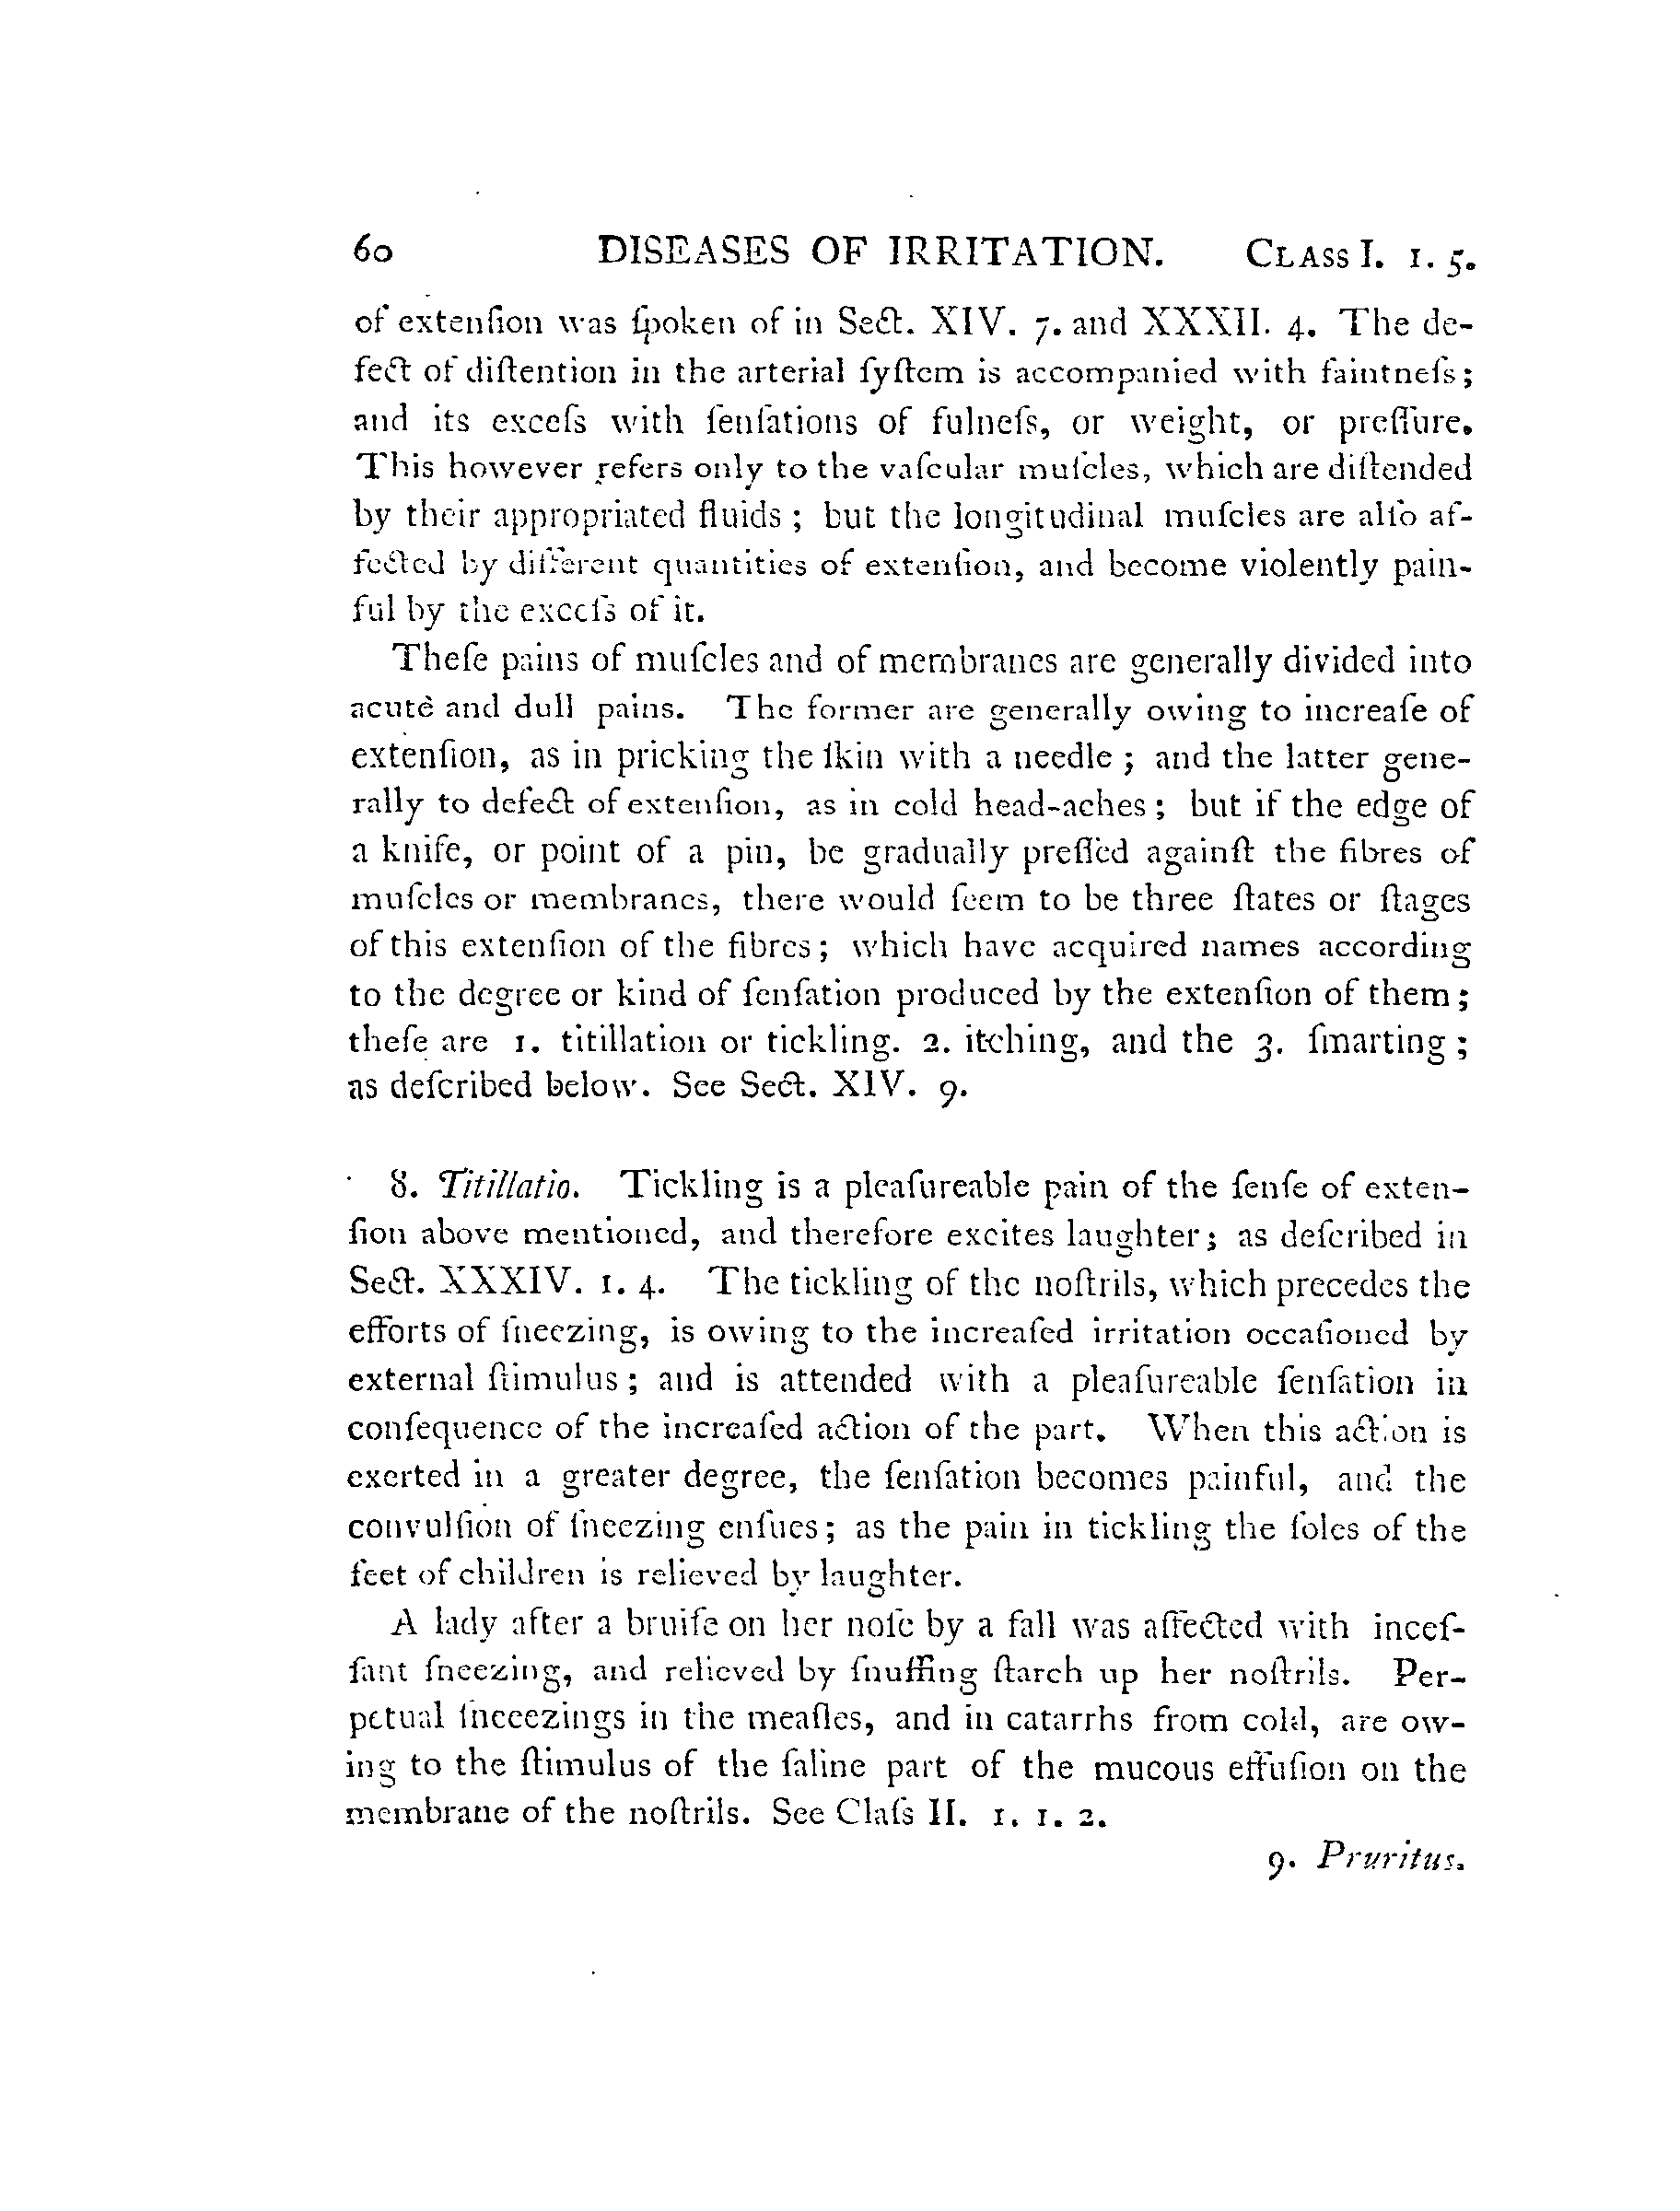 60 DISEASES OF IRRITATION. CLASS I. 1. 5.
of extenſion was ſpoken of in Sect. XIV. 7. and XXXII. 4. The de-
fect of diſtention in the arterial ſyſtem is accompanied with faintneſs;
and its exceſs with ſenſations of fulneſs, or weight, or preſſure.
This however refers only to the vaſcular muſcles, which are diſtended
by their appropriated fluids ; but the longitudinal muſcles are alſo af-
fected by different quantities of extenſion, and become violently pain-
ful by the exceſs of it.
Theſe pains of muſcles and of membranes are generally divided into
acute and dull pains. The former are generally owing to increaſe of
extenſion, as in pricking the ſkin with a needle ; and the latter gene-
rally to defect of extenſion, as in cold head-aches ; but if the edge of
a knife, or point of a pin, be gradually preſſed againſt the fibres of
muſcles or membranes, there would ſeem to be three ſtates or ſtages
of this extenſion of the fibres ; which have acquired names according
to the degree or kind of ſenſation produced by the extenſion of them ;
theſe are 1. titillation or tickling. 2. itching, and the 3. ſmarting ;
as deſcribed below. See Sect. XIV. 9.
8. Titillatio. Tickling is a pleaſureable pain of the ſenſe of exten-
ſion above mentioned, and therefore excites laughter; as deſcribed in
Sect. XXXIV. 1. 4. The tickling of the noſtrils, which precedes the
efforts of ſneezing, is owing to the increaſed irritation occaſioned by
external ſtimulus ; and is attended with a pleaſureable ſenſation in
conſequence of the increaſed action of the part. When this action is
exerted in a greater degree, the ſenſation becomes painful, and the
convulſion of ſneezing enſues ; as the pain in tickling the ſoles of the
feet of children is relieved by laughter.
A lady after a bruiſe on her noſe by a fall was affected with inceſ-
ſant ſneezing, and relieved by ſnuffing ſtarch up her noſtrils. Per-
petual ſneeezings in the meaſles, and in catarrhs from cold, are ow-
ing to the ſtimulus of the ſaline part of the mucous effuſion on the
membrane of the noſtrils. See Claſs II. 1. 1. 2.
9. Pruritus.